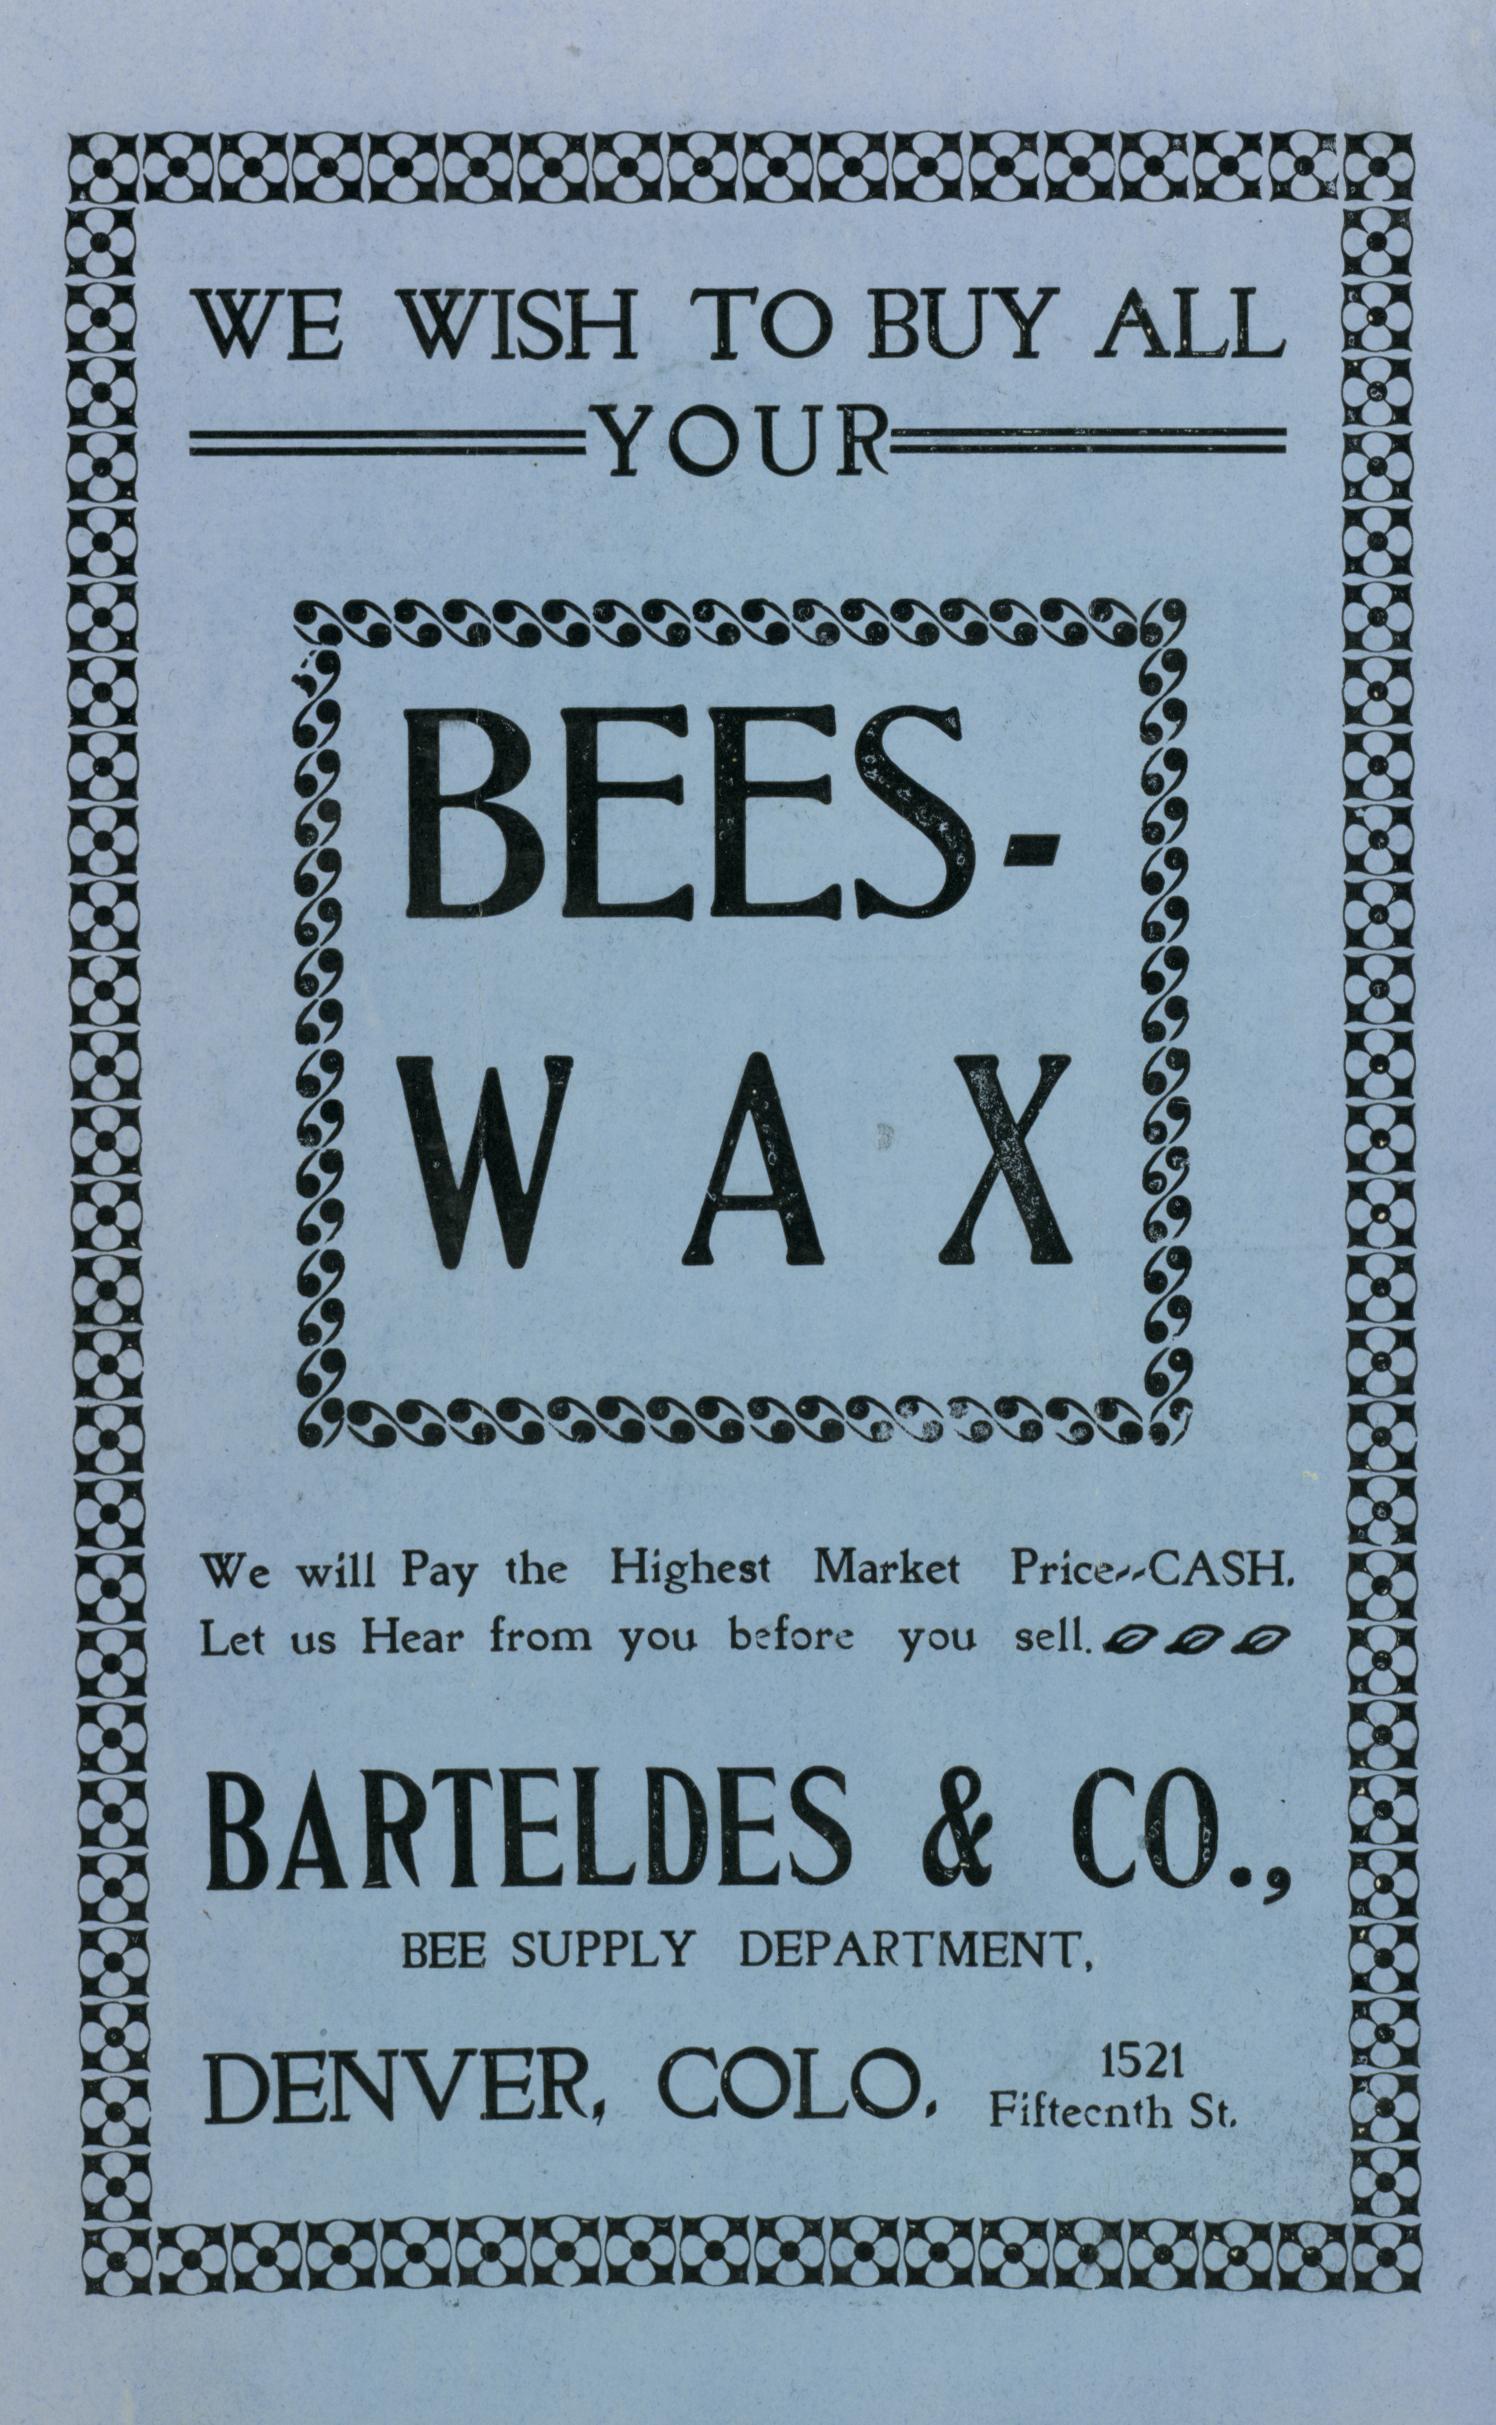 WE WISH TO BUY ALL
YOUR
BEES-
WAX
We will Pay the Highest Market Price--CASH.
Let us Hear from you before you sell.
BARTELDES & CO.,
BEE SUPPLY DEPARTMENT,
DENVER, COLO.
1521
Fifteenth St.